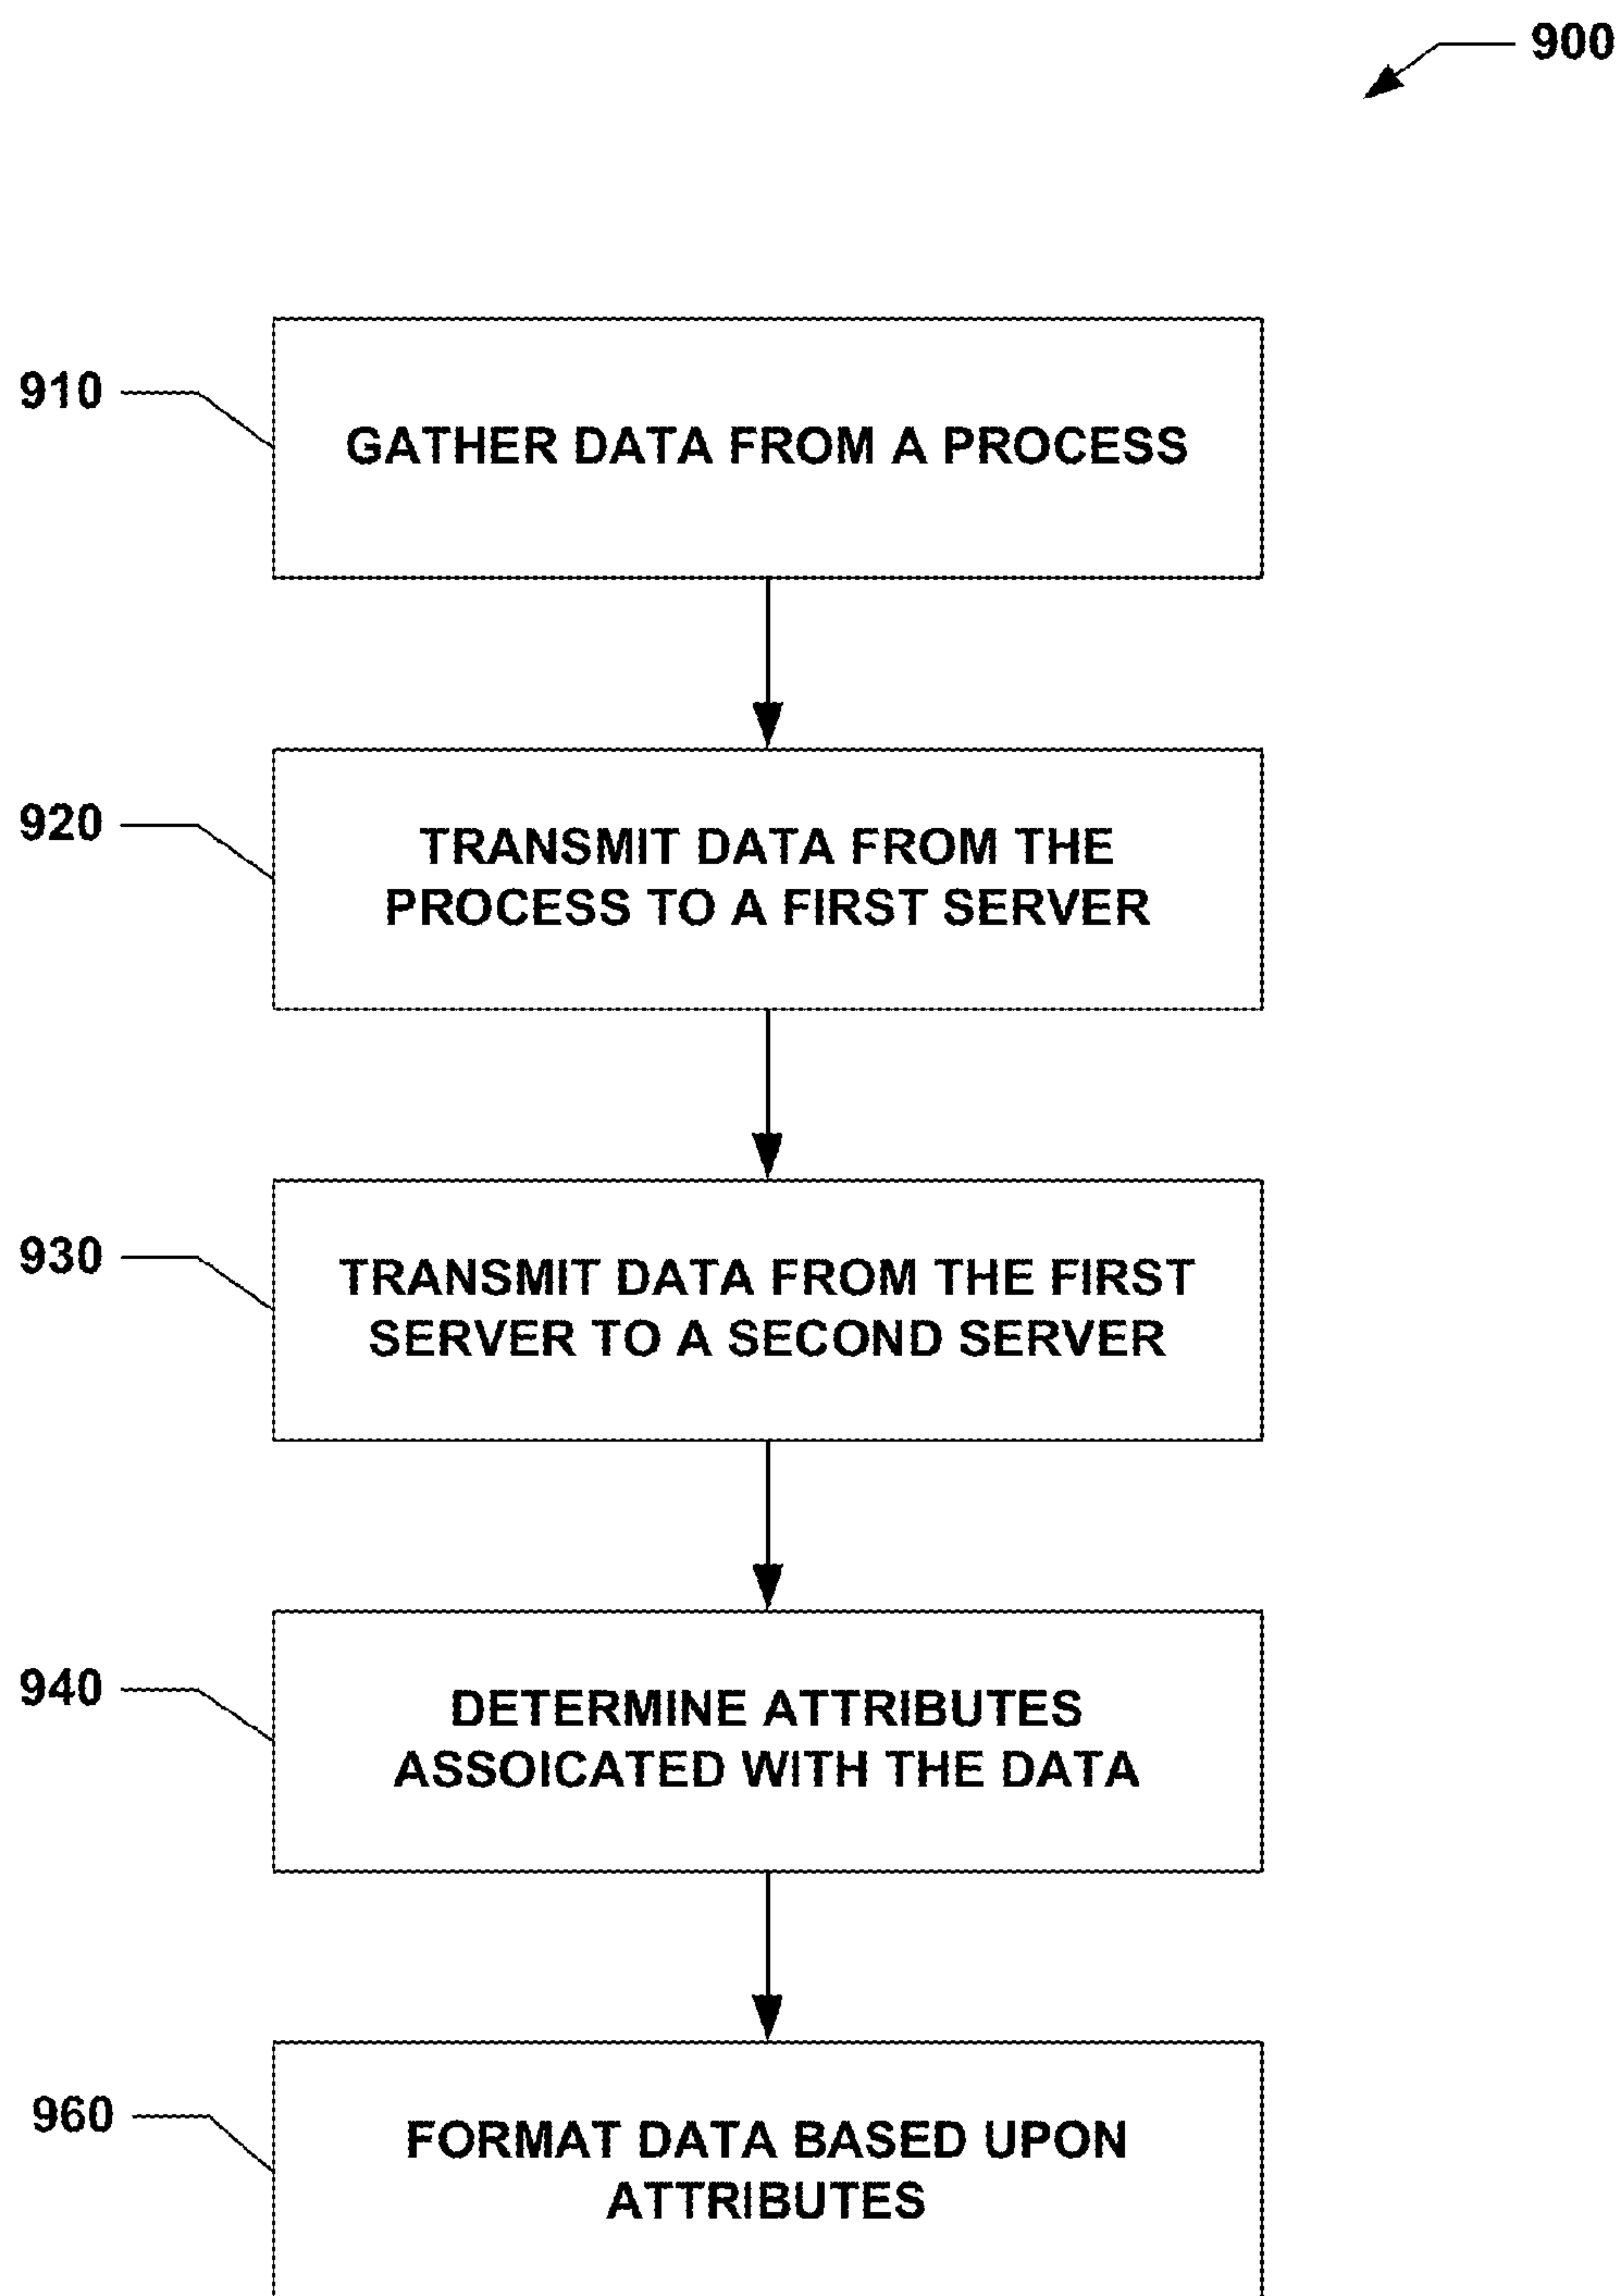 900
910
GATHER DATA FROM A PROCESS
920
TRANSMIT DATA FROM THE
PROCESS TO A FIRST SERVER
930
TRANSMIT DATA FROM THE FIRST
SERVER TO A SECOND SERVER
940
DETERMINE ATTRIBUTES
ASSOICATED WITH THE DATA
960
FORMAT DATA BASED UPON
ATTRIBUTES